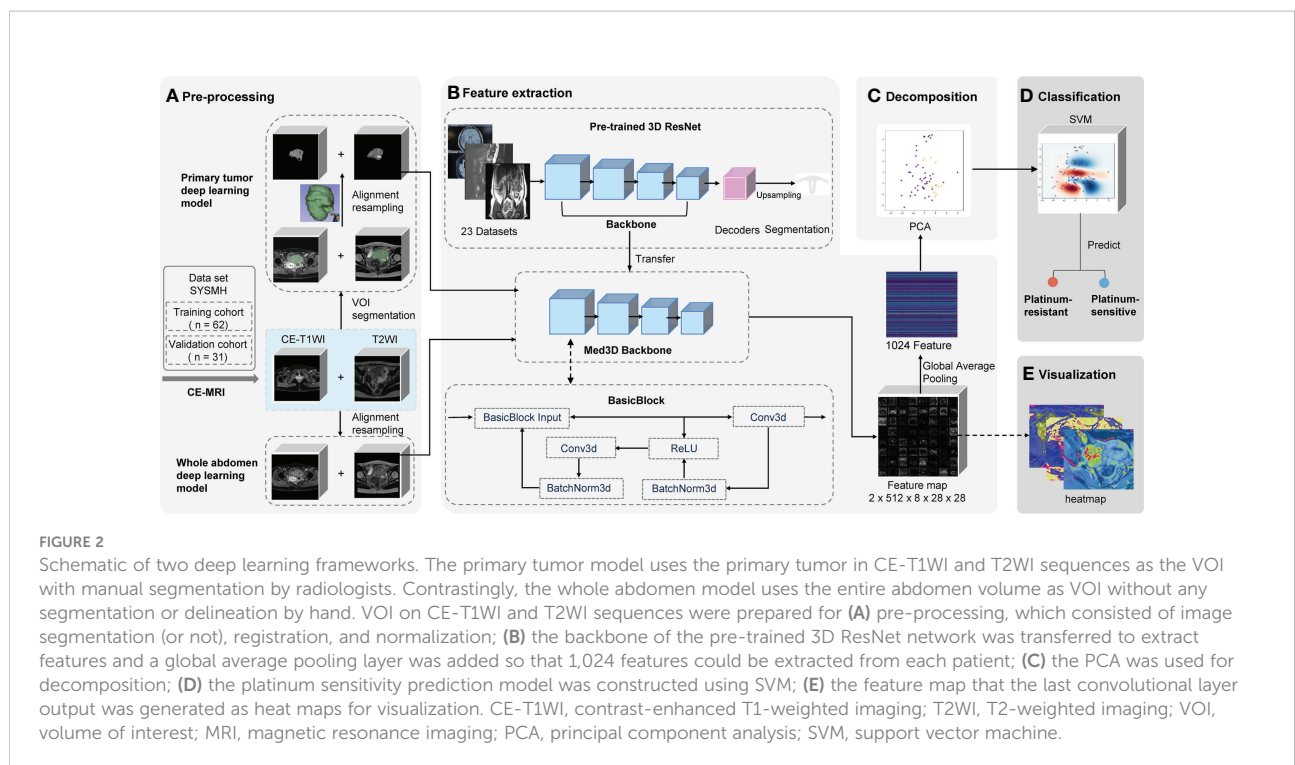 A Pre-processing
Primary tumor
deep learning
model
+
Alignment
resampling
+
Data set
SYSMH
Training cohort
( n = 62)
Validation cohort
( n = 31)
CE-MRI
VOI
segmentation
CE-T1WI
T2WI
+
Alignment
resampling
Whole abdomen
deep learning
model
+
B Feature extraction
Pre-trained 3D ResNet
23 Datasets
Backbone
Upsampling
Decoders Segmentation
Transfer
Med3D Backbone
BasicBlock
BasicBlock Input
Conv3d
Conv3d
ReLU
BatchNorm3d
BatchNorm3d
C Decomposition
PCA
1024 Feature
Global Average
Pooling
Feature map
2 x 512 x 8 x 28 x 28
D Classification
SVM
Predict
Platinum-
resistant
Platinum-
sensitive
E Visualization
heatmap
FIGURE 2
Schematic of two deep learning frameworks. The primary tumor model uses the primary tumor in CE-T1WI and T2WI sequences as the VOI
with manual segmentation by radiologists. Contrastingly, the whole abdomen model uses the entire abdomen volume as VOI without any
segmentation or delineation by hand. VOI on CE-T1WI and T2WI sequences were prepared for (A) pre-processing, which consisted of image
segmentation (or not), registration, and normalization; (B) the backbone of the pre-trained 3D ResNet network was transferred to extract
features and a global average pooling layer was added so that 1,024 features could be extracted from each patient; (C) the PCA was used for
decomposition; (D) the platinum sensitivity prediction model was constructed using SVM; (E) the feature map that the last convolutional layer
output was generated as heat maps for visualization. CE-T1WI, contrast-enhanced T1-weighted imaging; T2WI, T2-weighted imaging; VOI,
volume of interest; MRI, magnetic resonance imaging; PCA, principal component analysis; SVM, support vector machine.